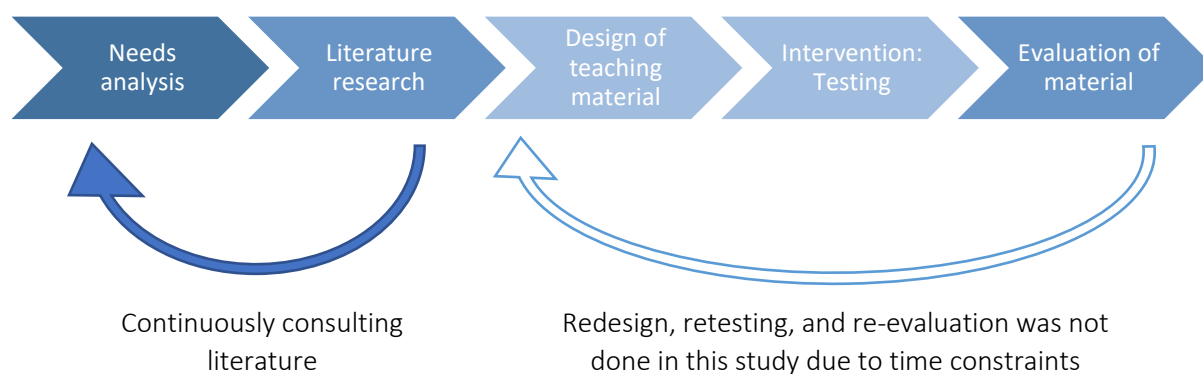 Needs
analysis
Literature
research
Design of
teaching
material
Intervention:
Testing
Evaluation of
material
Continuously consulting
literature
Redesign, retesting, and re-evaluation was not
done in this study due to time constraints